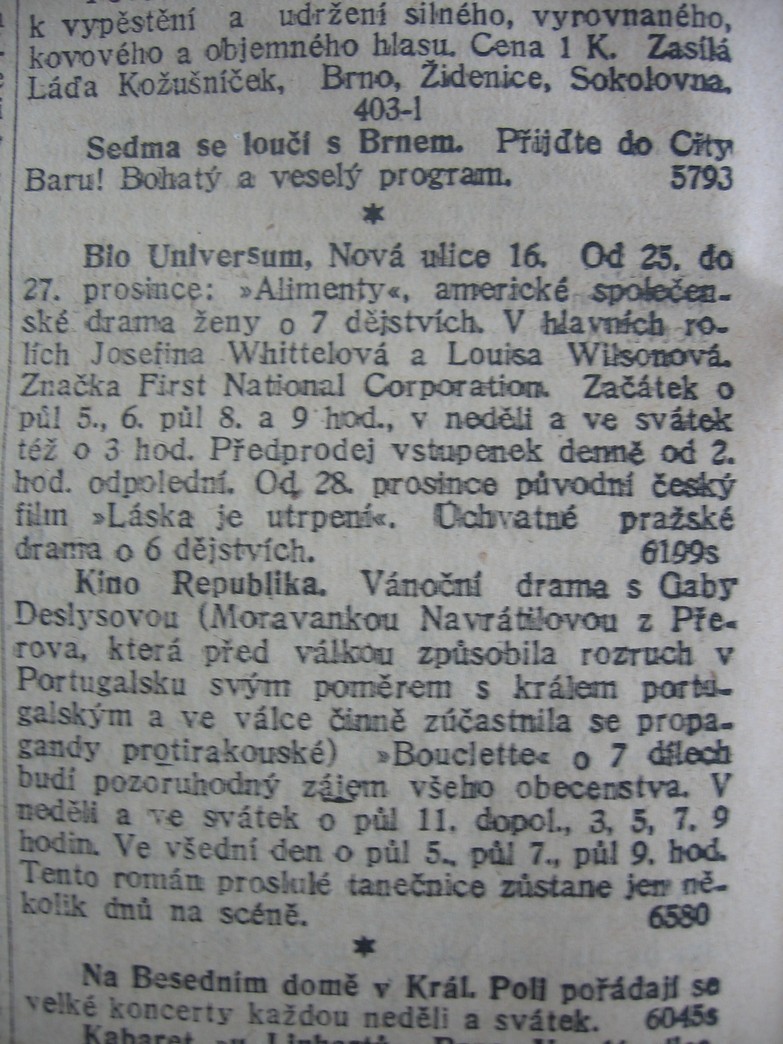 k vypěstění a udržení silného, vyrovnaného,
kovového a objemného hlasu. Cena 1 K. Zasílá
Láďa Kožušníček, Brno, Židenice, Sokolovna.
403-1
Sedma se loučí s Brnem. Přijďte do City
Baru! Bohatý a veselý program. 5793
*
Bio Universum, Nová ulice 16. Od 25. do
27. prosince: »Alimenty«, americké společen-
ské drama ženy o 7 dějstvích. V hlavních ro-
lích Josefina Whittelová a Louisa Wilsonová.
Značka First National Corporation. Začátek o
půl 5., 6. půl 8. a 9 hod., v neděli a ve svátek
též o 3 hod. Předprodej vstupenek denně od 2.
hod. odpolední. Od 28. prosince původní český
film »Láska je utrpení«. Uchvatné pražské
drama o 6 dějstvích. 6199s
Kino Republika. Vánoční drama s Gaby
Deslysovou (Moravankou Navrátilovou z Pře-
rova, která před válkou způsobila rozruch v
Portugalsku svým poměrem s králem portu-
galským a ve válce činně zúčastnila se propa-
gandy protirakouské) »Bouclette« o 7 dílech
budí pozoruhodný zájem všeho obecenstva. V
neděli a ve svátek o půl 11. dopol., 3, 5, 7. 9
hodin. Ve všední den o půl 5., půl 7., půl 9. hod.
Tento román proslulé tanečnice zůstane jen ně-
kolik dnů na scéně. 6580
*
Na Besedním domě v Král. Poli pořádají se
velké koncerty každou neděli a svátek. 6045s
Kabaret